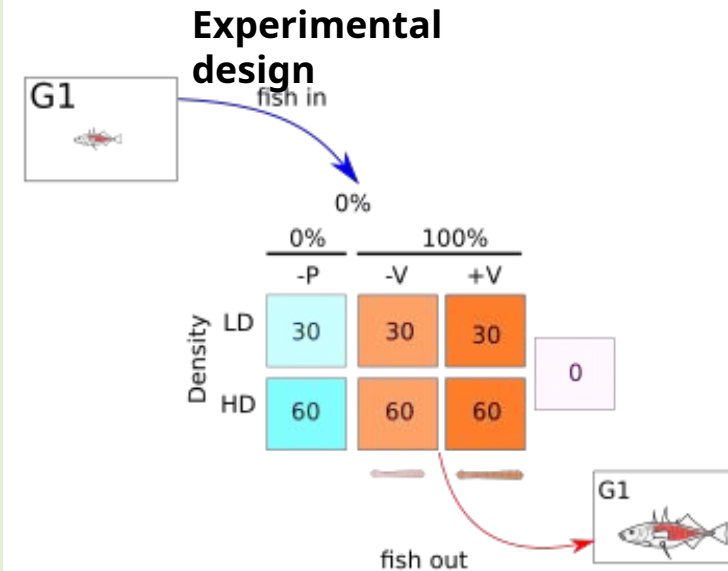 Experimental
design
G1
fish in
0%
0% 100%
-P -V +V
Density
LD 30 30 30
0
HD 60 60 60
G1
fish out